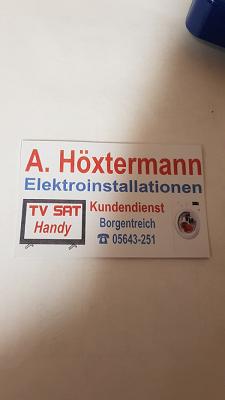 A. Höxtermann
Elektroinstallationen
TV SAT
Handy
Kundendienst
Borgentreich
☎ 05643-251